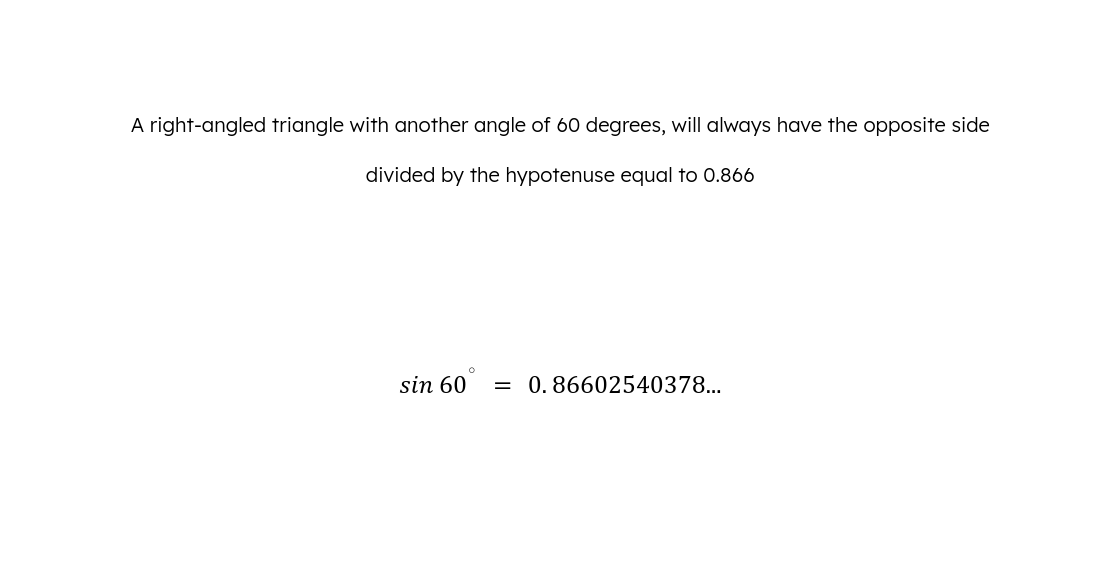 A right-angled triangle with another angle of 60 degrees, will always have the opposite side
divided by the hypotenuse equal to 0.866
sin 60° = 0.86602540378...